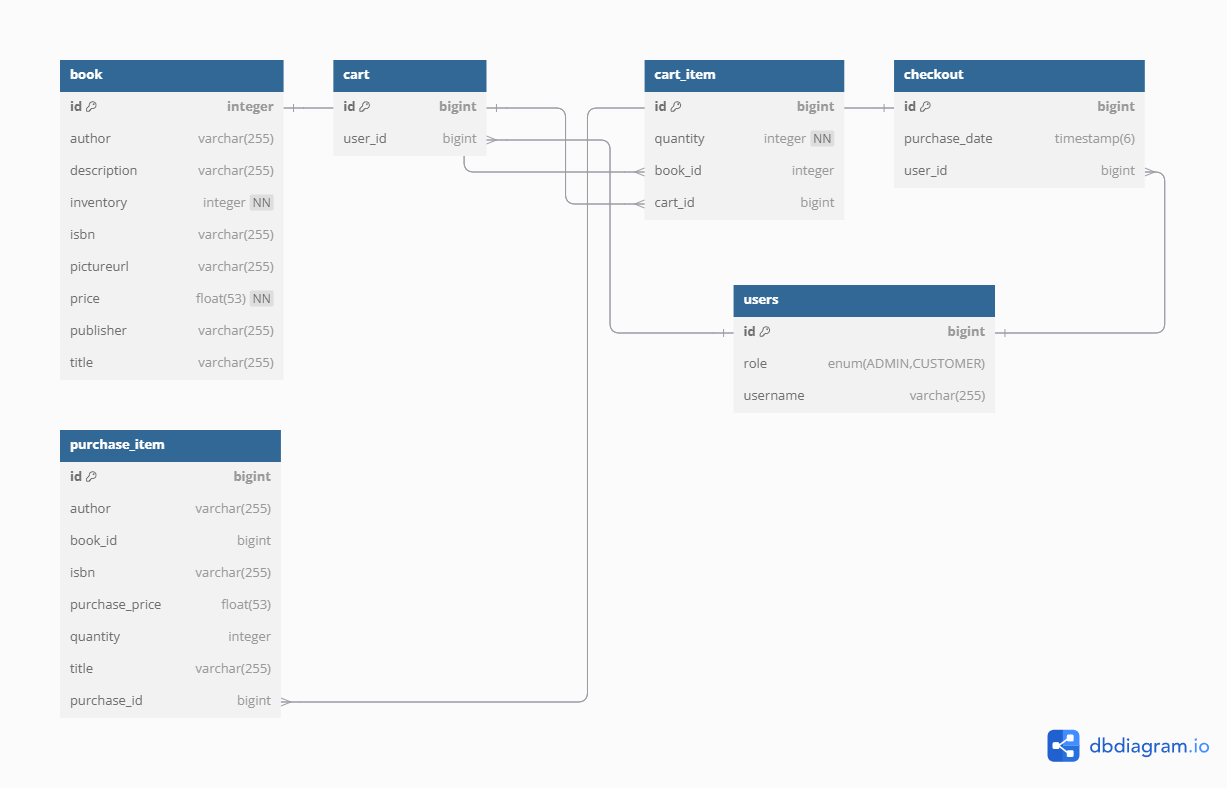 book
id integer
author varchar(255)
description varchar(255)
inventory integer NN
isbn varchar(255)
pictureurl varchar(255)
price float(53) NN
publisher varchar(255)
title varchar(255)
cart
id bigint
user_id bigint
cart_item
id bigint
quantity integer NN
book_id integer
cart_id bigint
checkout
id bigint
purchase_date timestamp(6)
user_id bigint
users
id bigint
role enum(ADMIN,CUSTOMER)
username varchar(255)
purchase_item
id bigint
author varchar(255)
book_id bigint
isbn varchar(255)
purchase_price float(53)
quantity integer
title varchar(255)
purchase_id bigint
dbdiagram.io